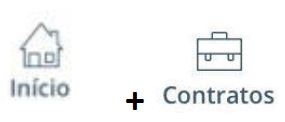 Início
+ Contratos